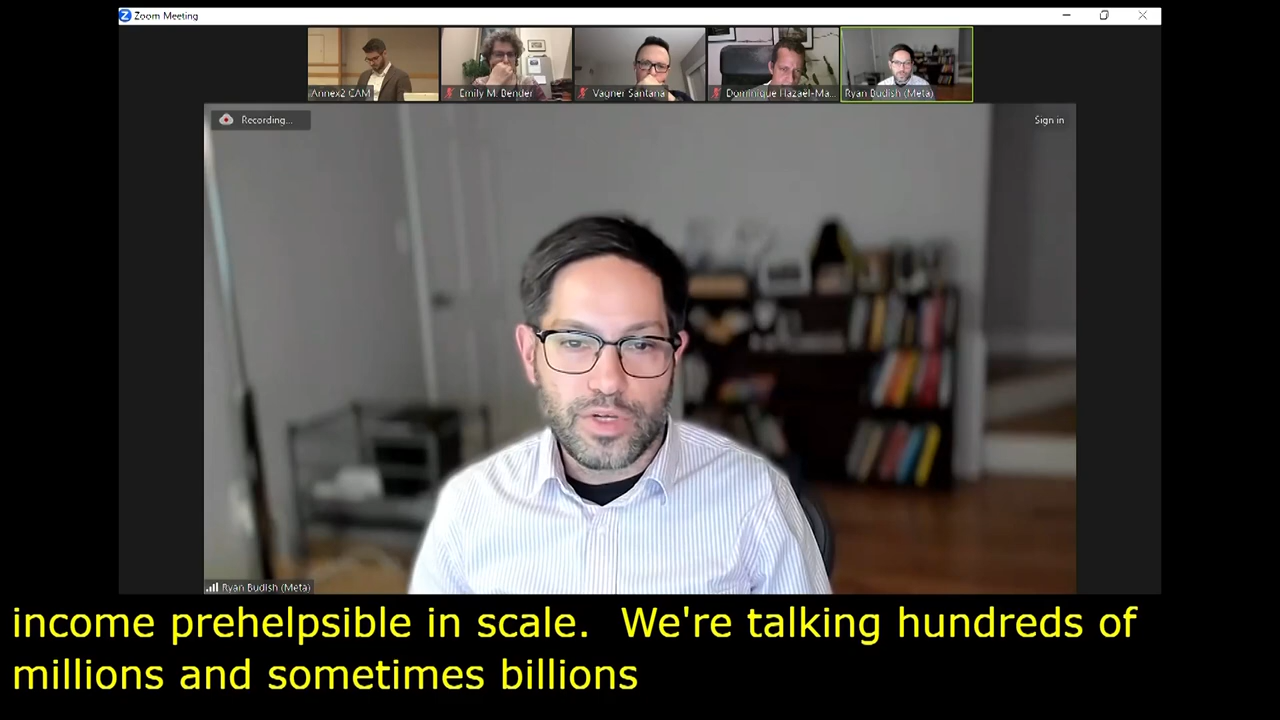 Zoom Meeting
Annex2 CAM
Emily M. Bender
Vagner Santana
Dominique Hazaël-Ma...
Ryan Budish (Meta)
Recording...
Sign in
Ryan Budish (Meta)
income prehelpsible in scale.  We're talking hundreds of
millions and sometimes billions